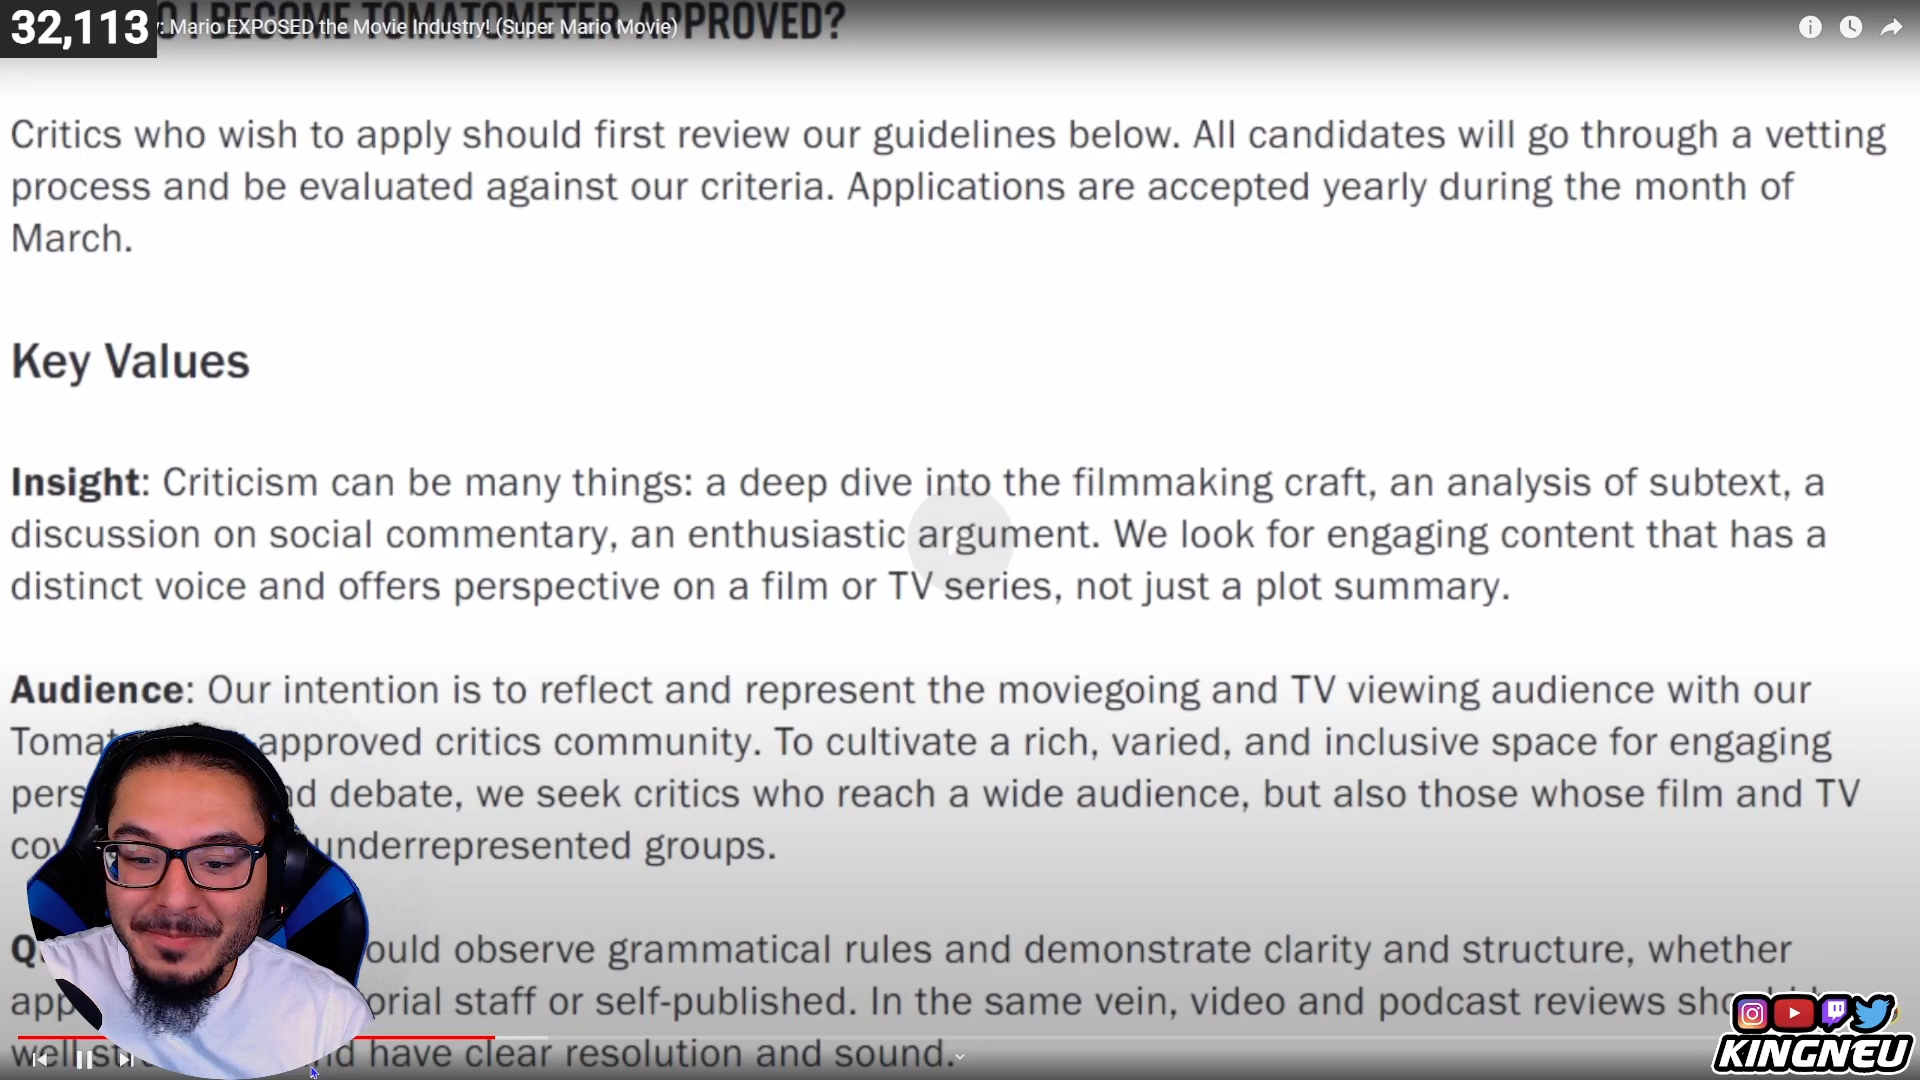 32,113
O I BECOME TOMATOMETER-APPROVED?
: Mario EXPOSED the Movie Industry! (Super Mario Movie)
Critics who wish to apply should first review our guidelines below. All candidates will go through a vetting
process and be evaluated against our criteria. Applications are accepted yearly during the month of
March.
Key Values
Insight: Criticism can be many things: a deep dive into the filmmaking craft, an analysis of subtext, a
discussion on social commentary, an enthusiastic argument. We look for engaging content that has a
distinct voice and offers perspective on a film or TV series, not just a plot summary.
Audience: Our intention is to reflect and represent the moviegoing and TV viewing audience with our
approved critics community. To cultivate a rich, varied, and inclusive space for engaging
debate, we seek critics who reach a wide audience, but also those whose film and TV
underrepresented groups.
observe grammatical rules and demonstrate clarity and structure, whether
staff or self-published. In the same vein, video and podcast reviews
have clear resolution and sound.
KINGNEU